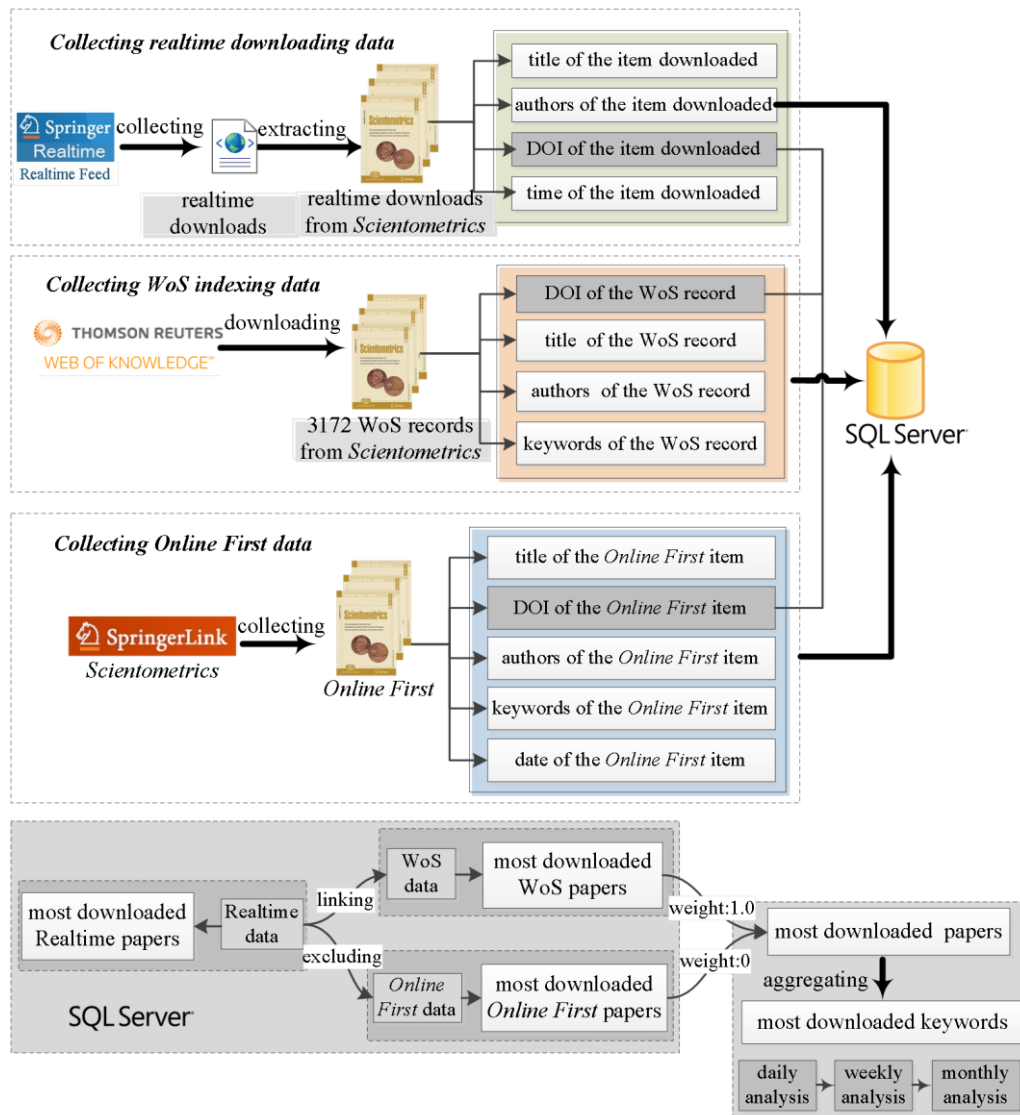 Collecting realtime downloading data
Springer
Realtime
Realtime Feed
collecting
extracting
Scientometrics
realtime
downloads
realtime downloads
from Scientometrics
title of the item downloaded
authors of the item downloaded
DOI of the item downloaded
time of the item downloaded
Collecting WoS indexing data
THOMSON REUTERS
WEB OF KNOWLEDGE™
downloading
Scientometrics
3172 WoS records
from Scientometrics
DOI of the WoS record
title of the WoS record
authors of the WoS record
keywords of the WoS record
SQL Server
Collecting Online First data
SpringerLink
Scientometrics
collecting
Scientometrics
Online First
title of the Online First item
DOI of the Online First item
authors of the Online First item
keywords of the Online First item
date of the Online First item
most downloaded
Realtime papers
Realtime
data
linking
excluding
WoS
data
most downloaded
WoS papers
Online
First data
most downloaded
Online First papers
SQL Server
weight:1.0
weight:0
most downloaded papers
aggregating
most downloaded keywords
daily
analysis
weekly
analysis
monthly
analysis